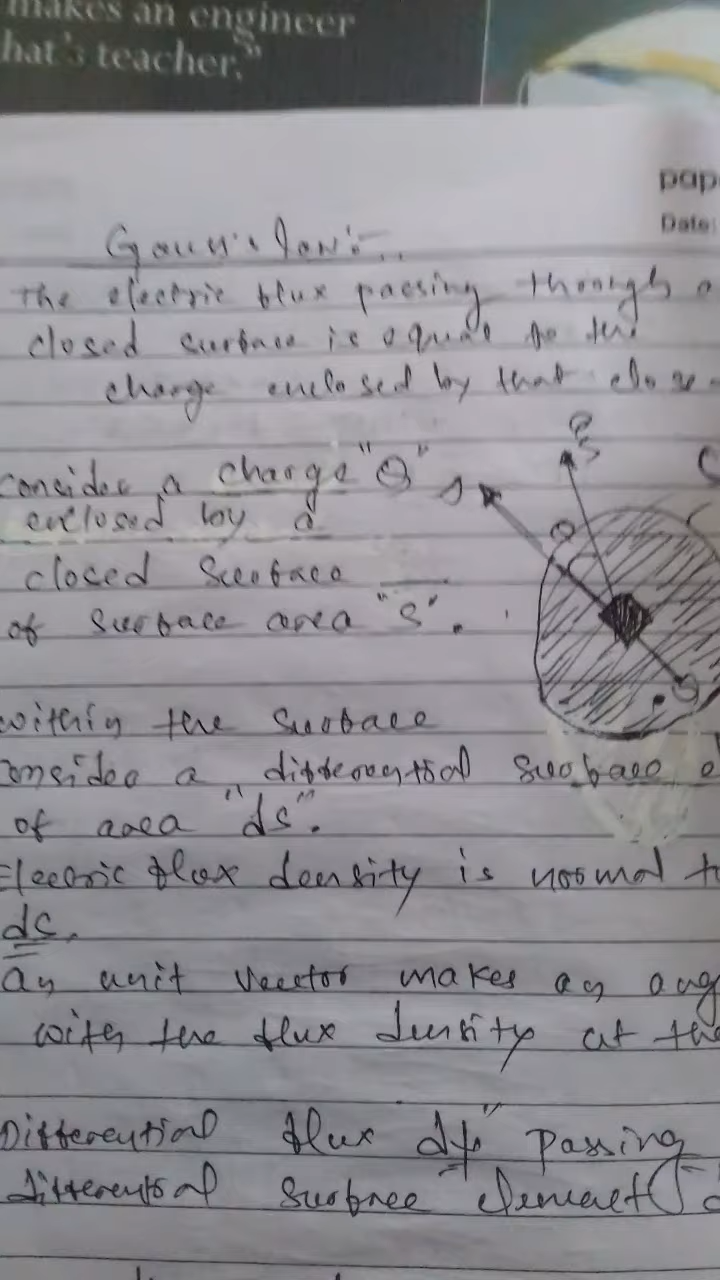 makes an engineer
hat's teacher."
pap
Date:
Gauss's law:-
The electric flux passing through a
closed surface is equal to the
charge enclosed by that close
consider a charge "Q"
enclosed by a
closed surface
of surface area "S".
within the surface
consider a differential surface el
of area "ds".
Electric flux density is normal to
ds.
an unit vector makes an ang
with the flux density at the
Differential flux dψ passing
differential surface element